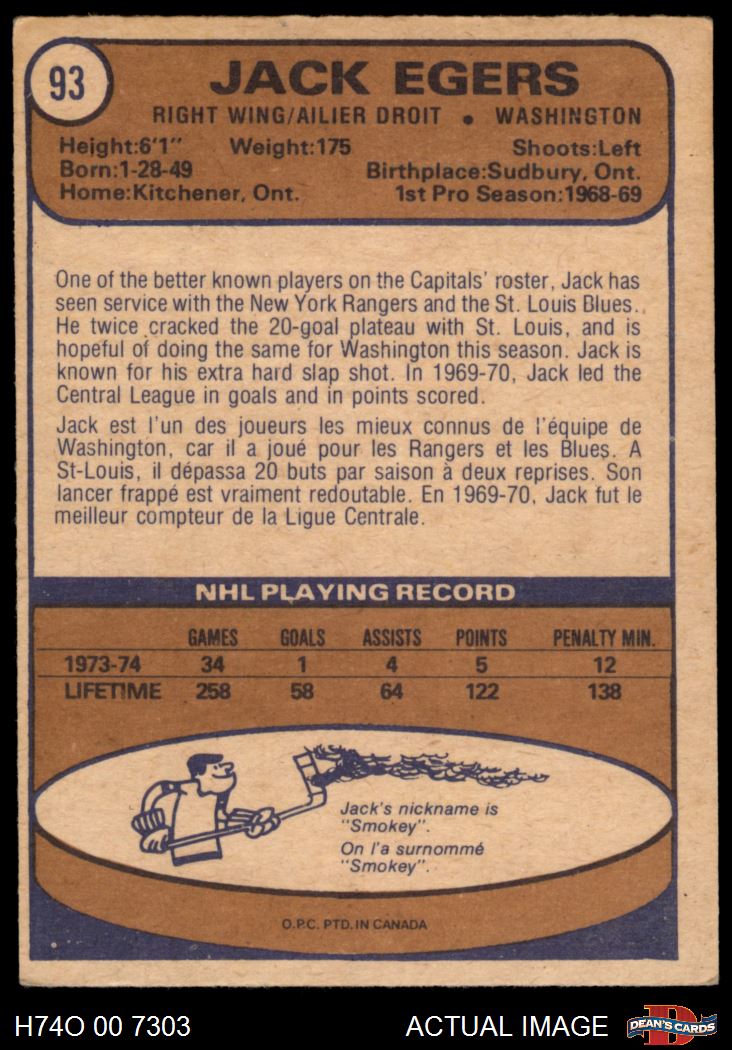 93
JACK EGERS
RIGHT WING/AILIER DROIT • WASHINGTON
Height:6'1" Weight:175 Shoots:Left
Born:1-28-49 Birthplace:Sudbury, Ont.
Home:Kitchener, Ont. 1st Pro Season:1968-69
One of the better known players on the Capitals' roster, Jack has
seen service with the New York Rangers and the St. Louis Blues.
He twice cracked the 20-goal plateau with St. Louis, and is
hopeful of doing the same for Washington this season. Jack is
known for his extra hard slap shot. In 1969-70, Jack led the
Central League in goals and in points scored.
Jack est l'un des joueurs les mieux connus de l'équipe de
Washington, car il a joué pour les Rangers et les Blues. A
St-Louis, il dépassa 20 buts par saison à deux reprises. Son
lancer frappé est vraiment redoutable. En 1969-70, Jack fut le
meilleur compteur de la Ligue Centrale.
NHL PLAYING RECORD
GAMES GOALS ASSISTS POINTS PENALTY MIN.
1973-74 34 1 4 5 12
LIFETIME 258 58 64 122 138
Jack's nickname is
"Smokey".
On l'a surnommé
"Smokey".
O.P.C. PTD. IN CANADA
H74O 00 7303 ACTUAL IMAGE D DEAN'S CARDS